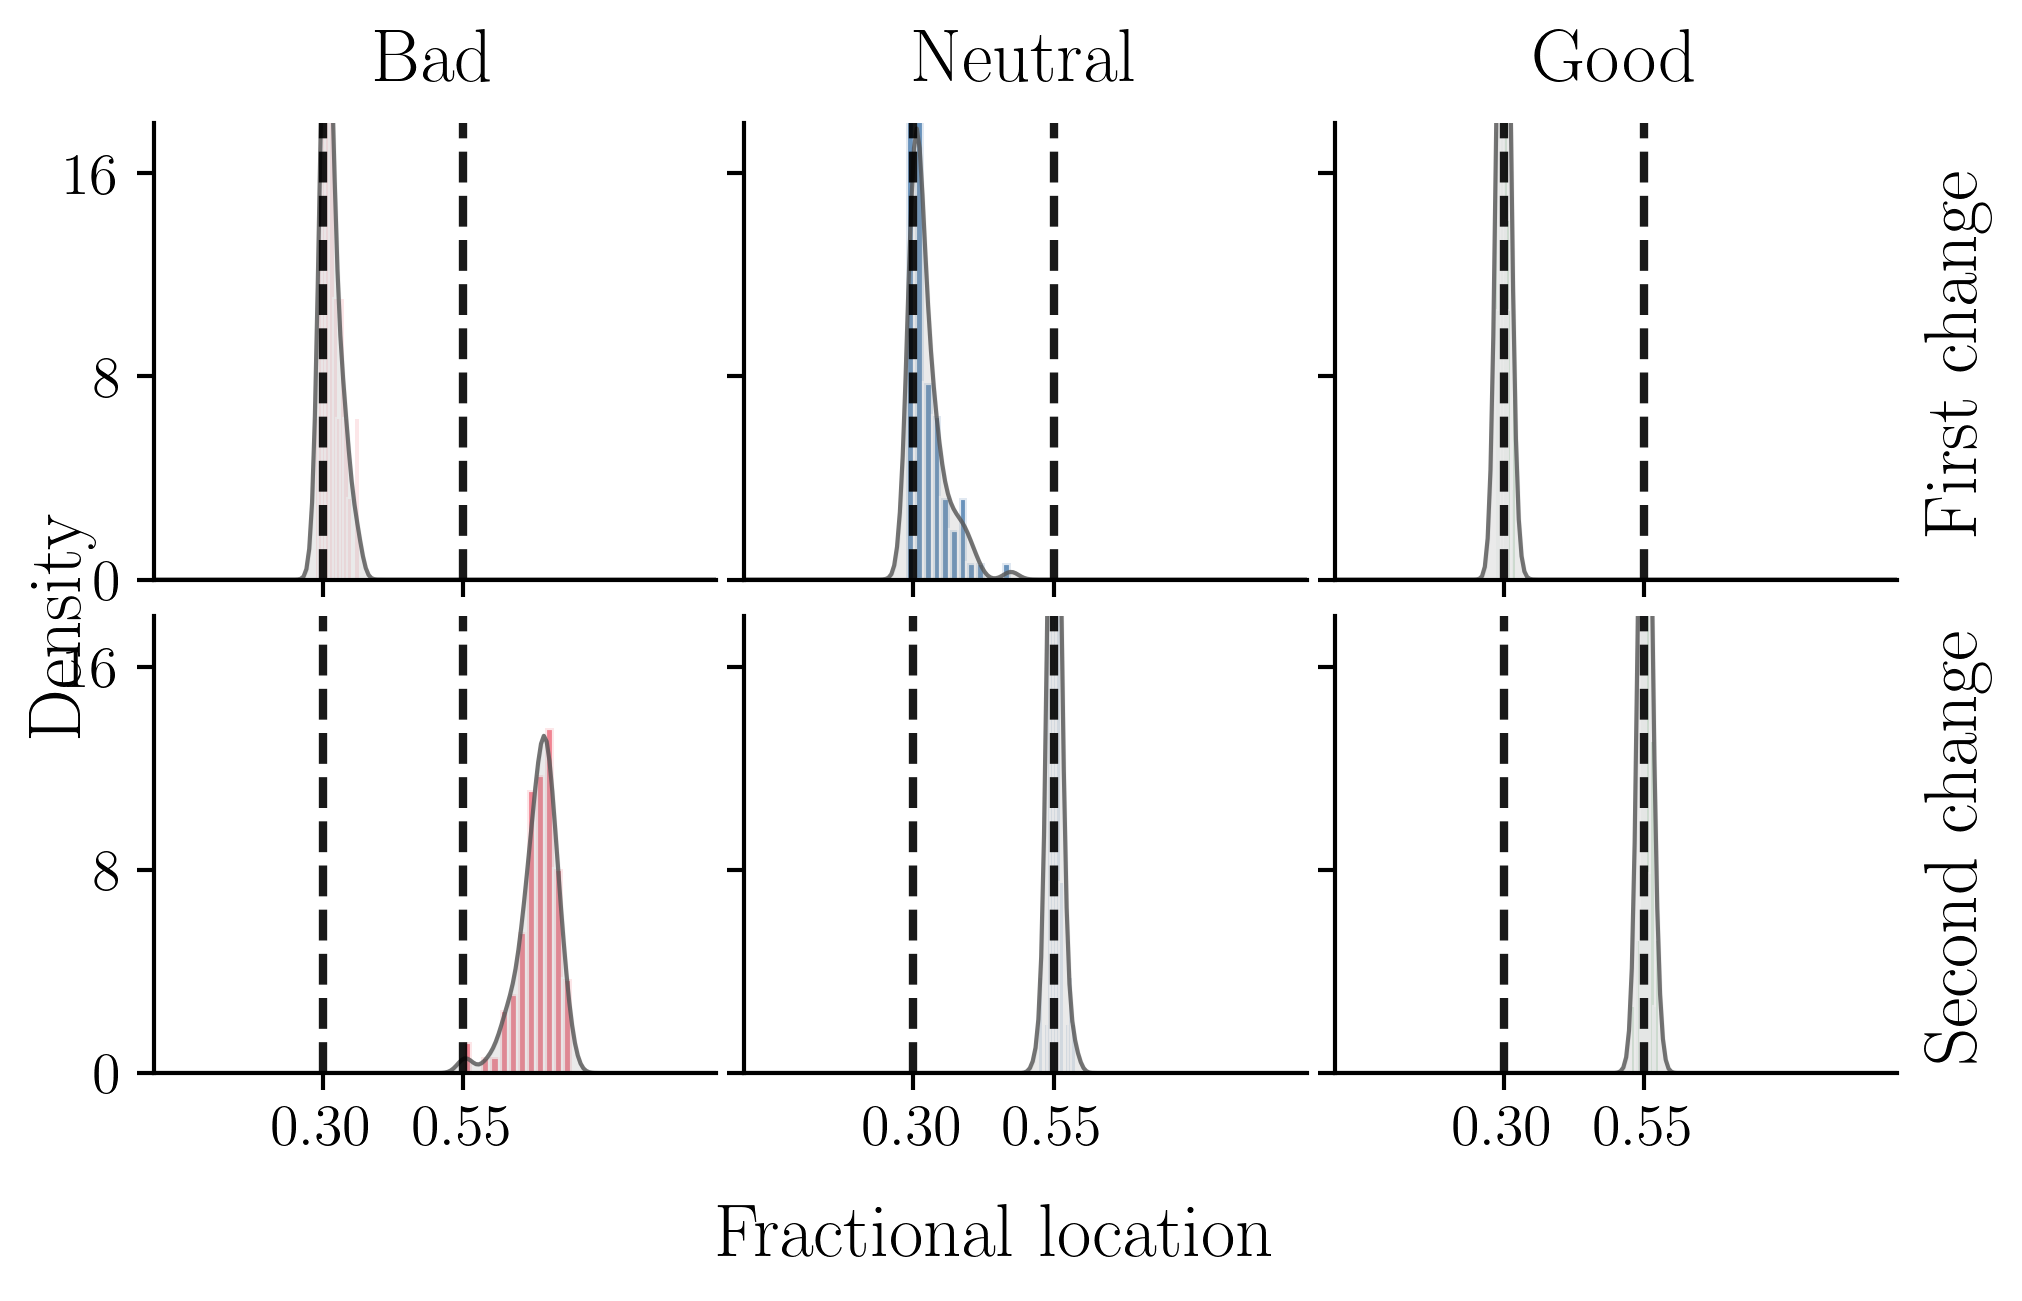 Bad Neutral Good
16
8
0
First change
Density
16
8
0
Second change
0.30 0.55 0.30 0.55 0.30 0.55
Fractional location